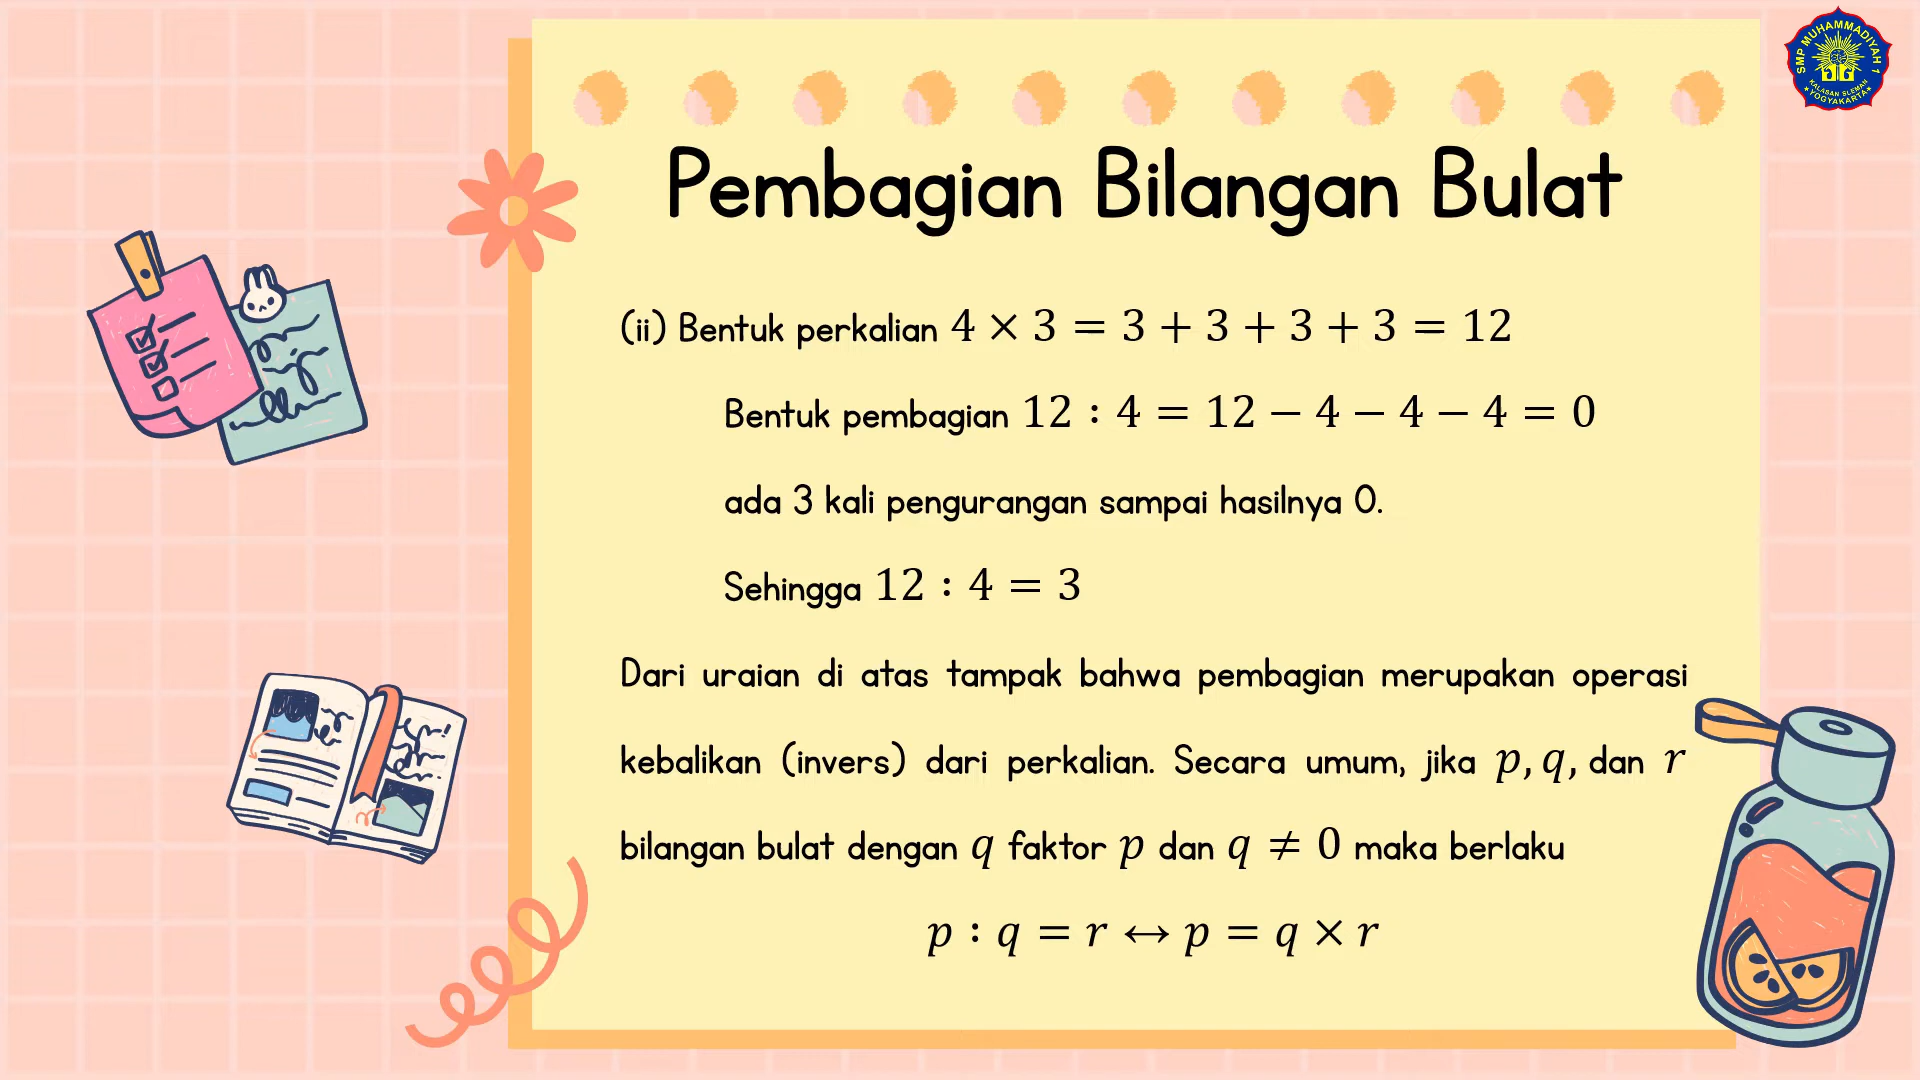 SMP MUHAMMADIYAH 1
KALASAN SLEMAN
YOGYAKARTA
Pembagian Bilangan Bulat
(ii) Bentuk perkalian 4 × 3 = 3 + 3 + 3 + 3 = 12
Bentuk pembagian 12 : 4 = 12 − 4 − 4 − 4 = 0
ada 3 kali pengurangan sampai hasilnya 0.
Sehingga 12 : 4 = 3
Dari uraian di atas tampak bahwa pembagian merupakan operasi
kebalikan (invers) dari perkalian. Secara umum, jika p, q, dan r
bilangan bulat dengan q faktor p dan q ≠ 0 maka berlaku
p : q = r ↔ p = q × r